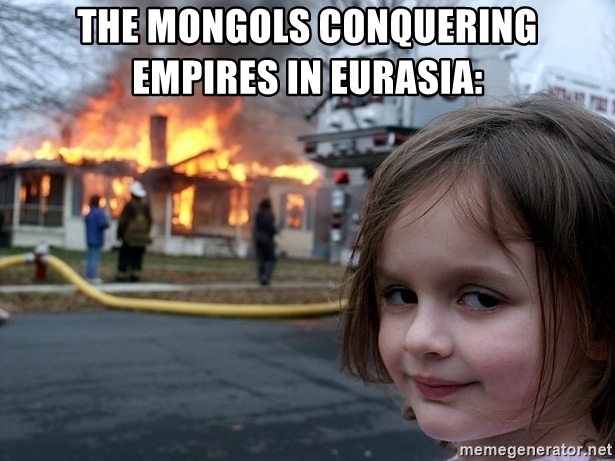 THE MONGOLS CONQUERING
EMPIRES IN EURASIA:
memegenerator.net